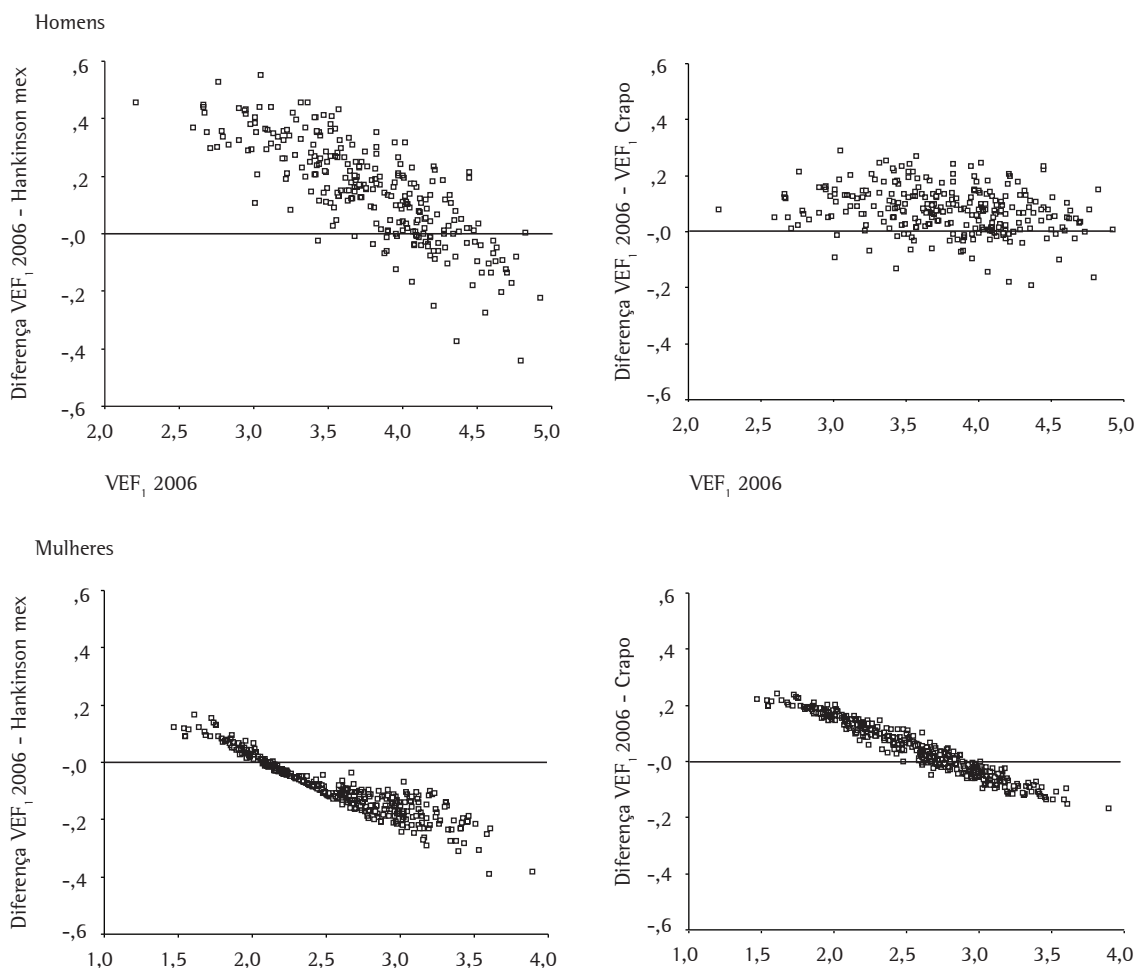 Homens
Diferença VEF1 2006 - Hankinson mex
,6
,4
,2
-,0
-,2
-,4
-,6
2,0 2,5 3,0 3,5 4,0 4,5 5,0
VEF1 2006
Diferença VEF1 2006 - VEF1 Crapo
,6
,4
,2
-,0
-,2
-,4
-,6
2,0 2,5 3,0 3,5 4,0 4,5 5,0
VEF1 2006
Mulheres
Diferença VEF1 2006 - Hankinson mex
,6
,4
,2
-,0
-,2
-,4
-,6
1,0 1,5 2,0 2,5 3,0 3,5 4,0
Diferença VEF1 2006 - Crapo
,6
,4
,2
-,0
-,2
-,4
-,6
1,0 1,5 2,0 2,5 3,0 3,5 4,0